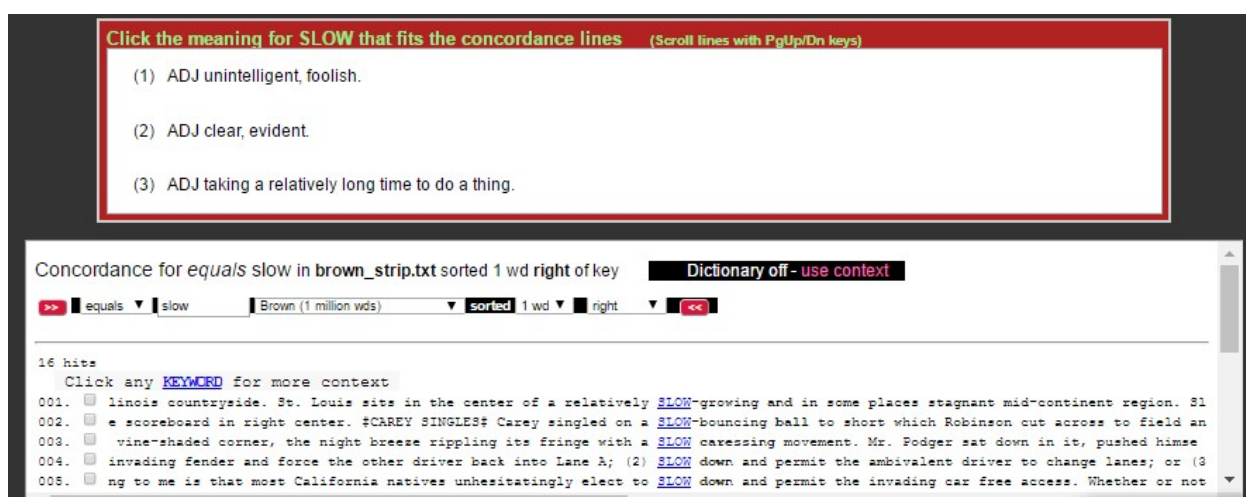 Click the meaning for SLOW that fits the concordance lines (Scroll lines with PgUp/Dn keys)
(1) ADJ unintelligent, foolish.
(2) ADJ clear, evident.
(3) ADJ taking a relatively long time to do a thing.
Concordance for equals slow in brown_strip.txt sorted 1 wd right of key Dictionary off - use context
>> equals ▼ slow Brown (1 million wds) ▼ sorted 1 wd ▼ right ▼ <<
16 hits
Click any KEYWORD for more context
001. linois countryside. St. Louis sits in the center of a relatively SLOW-growing and in some places stagnant mid-continent region. Sl
002. e scoreboard in right center. ‡CAREY SINGLES‡ Carey singled on a SLOW-bouncing ball to short which Robinson cut across to field an
003. vine-shaded corner, the night breeze rippling its fringe with a SLOW caressing movement. Mr. Podger sat down in it, pushed himse
004. invading fender and force the other driver back into Lane A; (2) SLOW down and permit the ambivalent driver to change lanes; or (3
005. ng to me is that most California natives unhesitatingly elect to SLOW down and permit the invading car free access. Whether or not